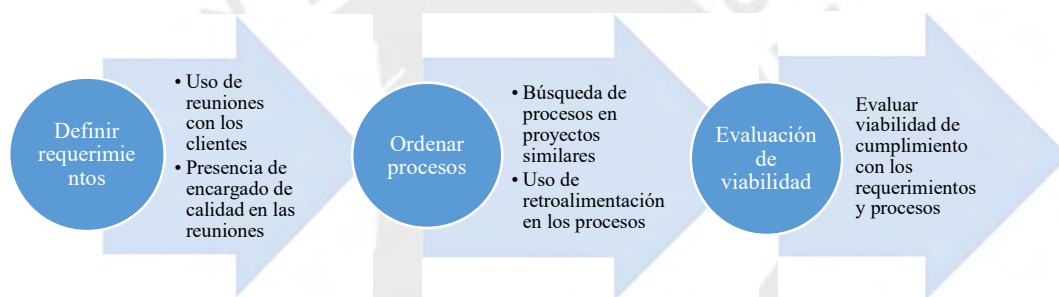 Definir
requerimie
ntos
• Uso de
reuniones
con los
clientes
• Presencia de
encargado de
calidad en las
reuniones
Ordenar
procesos
• Búsqueda de
procesos en
proyectos
similares
• Uso de
retroalimentación
en los procesos
Evaluación
de
viabilidad
Evaluar
viabilidad de
cumplimiento
con los
requerimientos
y procesos